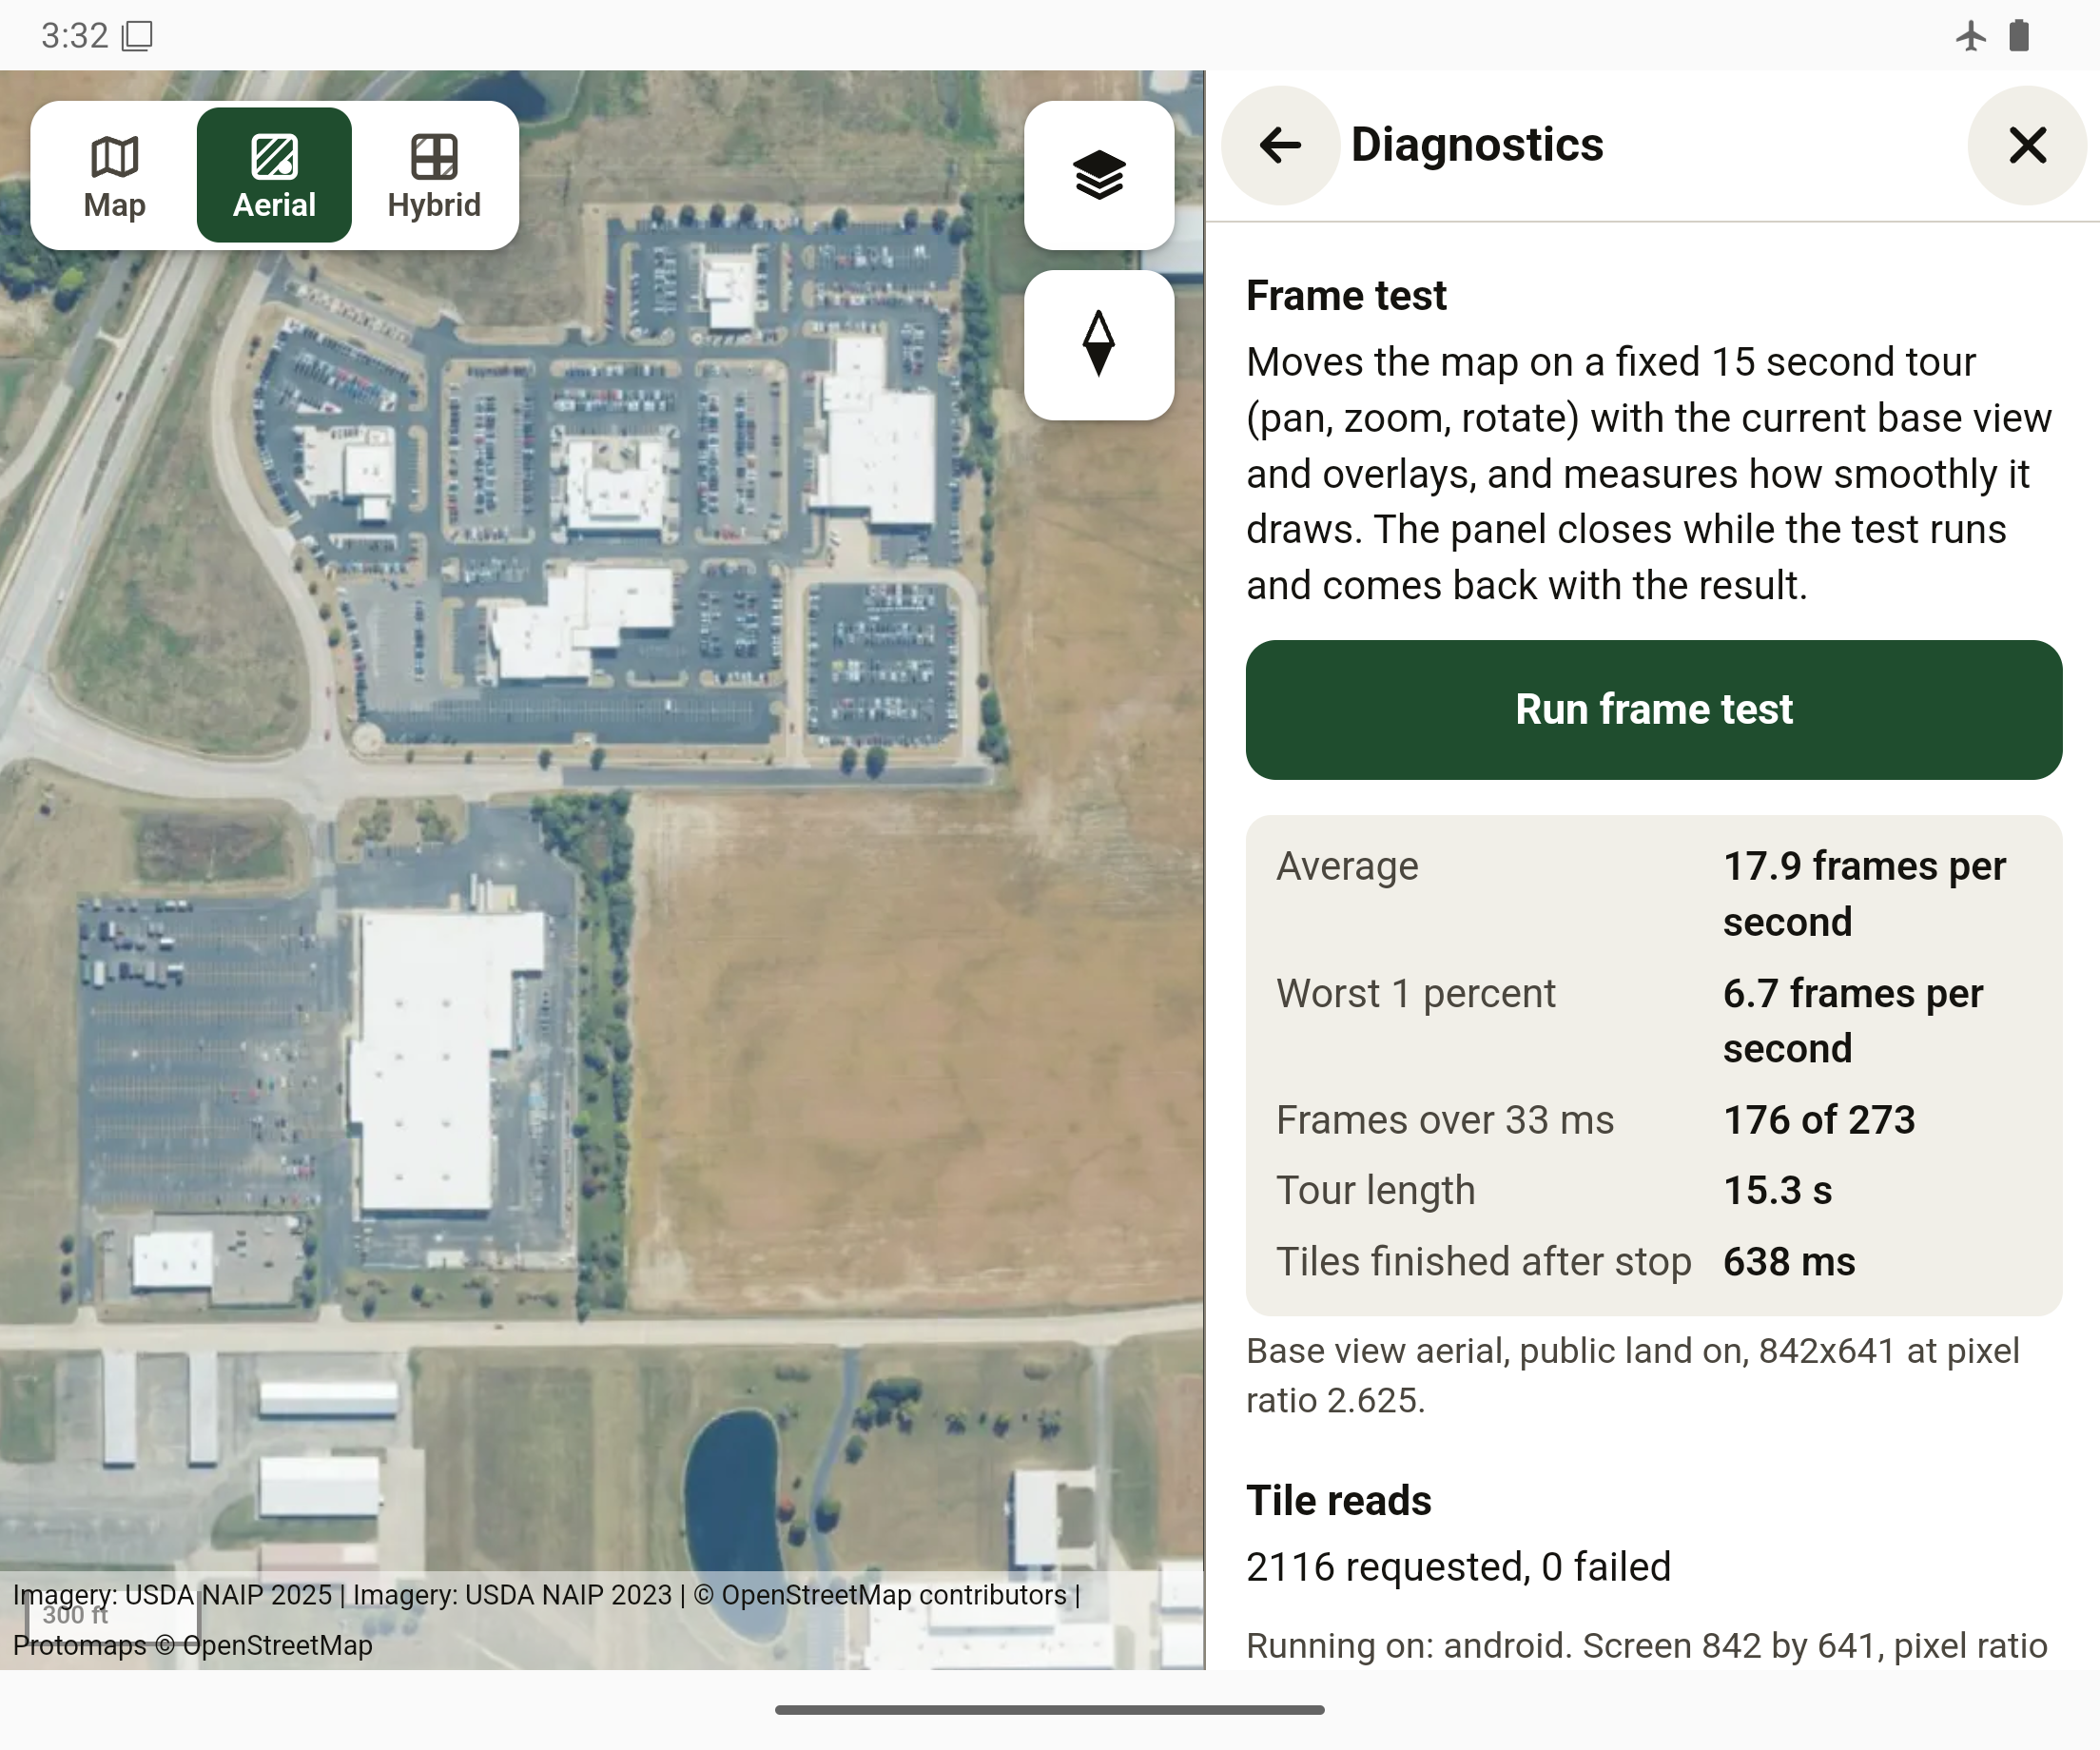 3:32
Map
Aerial
Hybrid
Diagnostics
Frame test
Moves the map on a fixed 15 second tour
(pan, zoom, rotate) with the current base view
and overlays, and measures how smoothly it
draws. The panel closes while the test runs
and comes back with the result.
Run frame test
Average 17.9 frames per
second
Worst 1 percent 6.7 frames per
second
Frames over 33 ms 176 of 273
Tour length 15.3 s
Tiles finished after stop 638 ms
Base view aerial, public land on, 842x641 at pixel
ratio 2.625.
Tile reads
2116 requested, 0 failed
Running on: android. Screen 842 by 641, pixel ratio
Imagery: USDA NAIP 2025 | Imagery: USDA NAIP 2023 | © OpenStreetMap contributors |
300 ft
Protomaps © OpenStreetMap